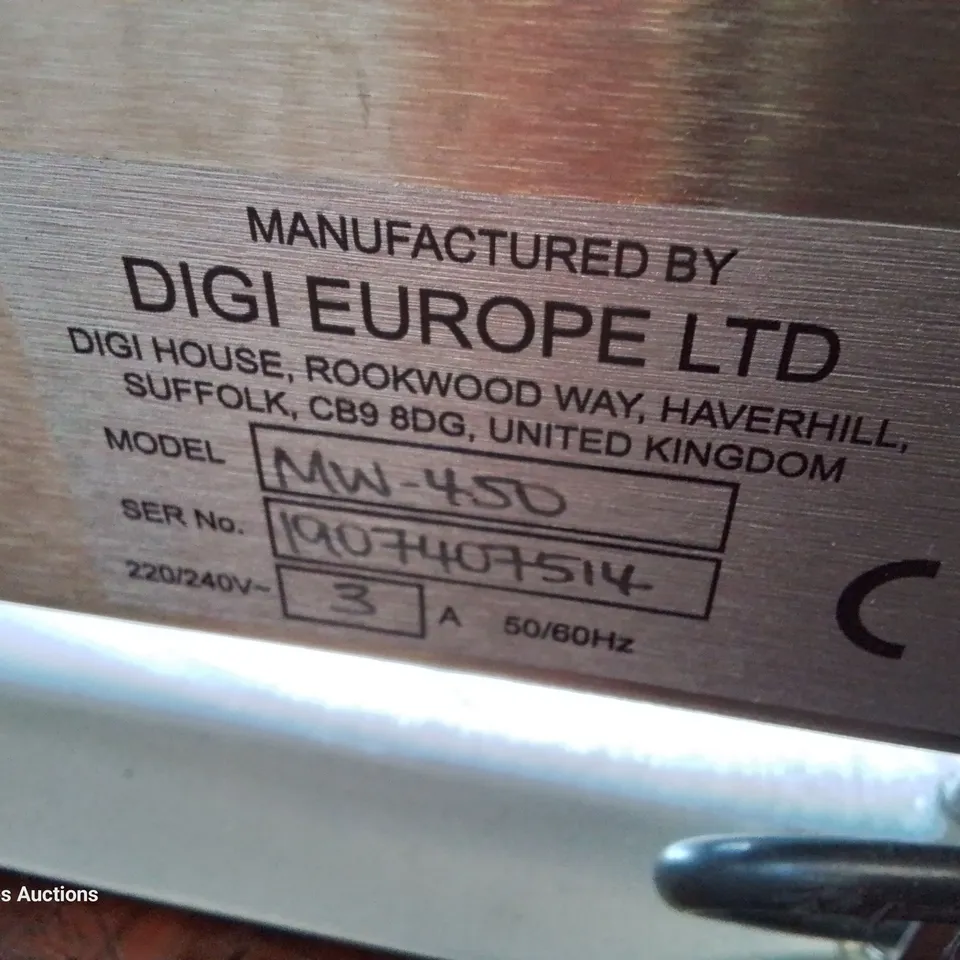 MANUFACTURED BY
DIGI EUROPE LTD
DIGI HOUSE, ROOKWOOD WAY, HAVERHILL,
SUFFOLK, CB9 8DG, UNITED KINGDOM
MODEL MW-450
SER No. 1907407514
220/240V~ 3 A 50/60Hz
C
s Auctions